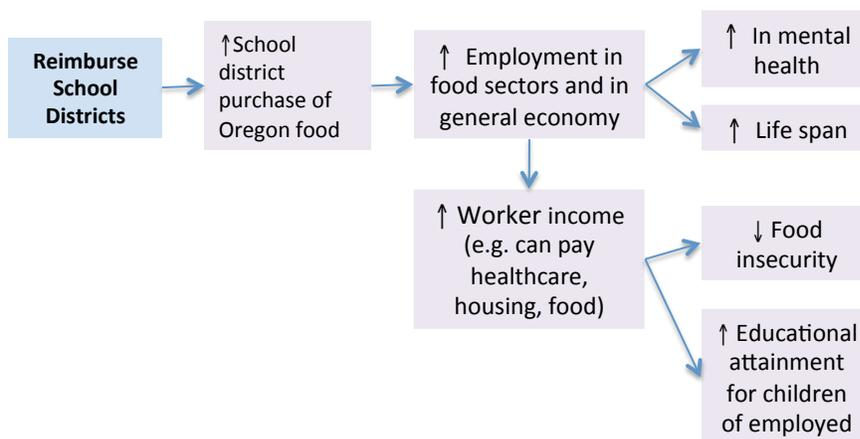 Reimburse
School
Districts
↑School
district
purchase of
Oregon food
↑ Employment in
food sectors and in
general economy
↑ In mental
health
↑ Life span
↑ Worker income
(e.g. can pay
healthcare,
housing, food)
↓ Food
insecurity
↑ Educational
attainment
for children
of employed